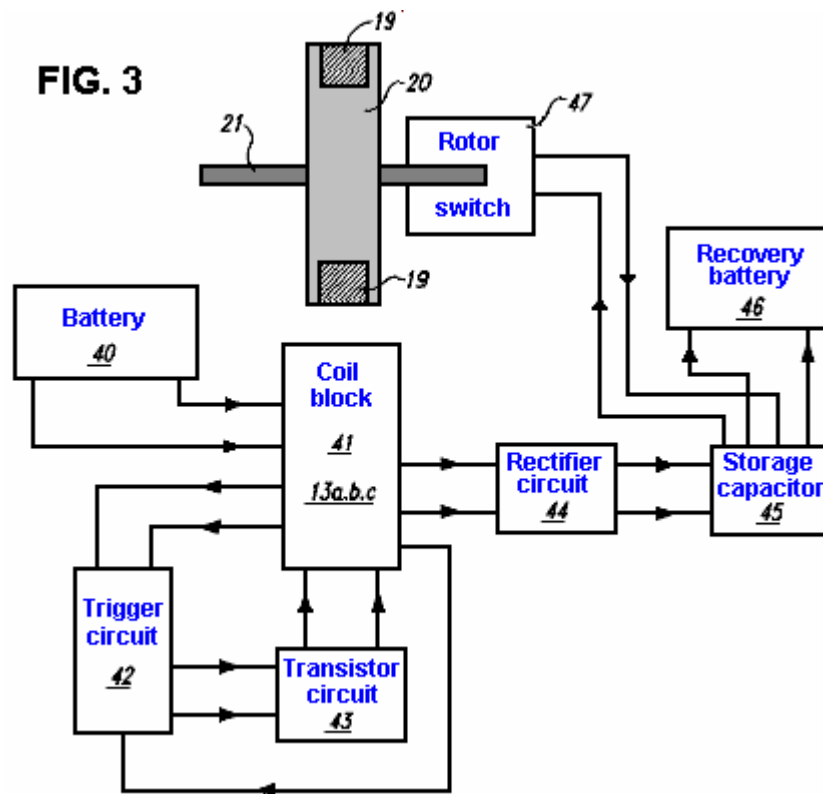 FIG. 3
19
20
21
47
Rotor
switch
19
Recovery
battery
46
Battery
40
Coil
block
41
13a.b.c
Rectifier
circuit
44
Storage
capacitor
45
Trigger
circuit
42
Transistor
circuit
43